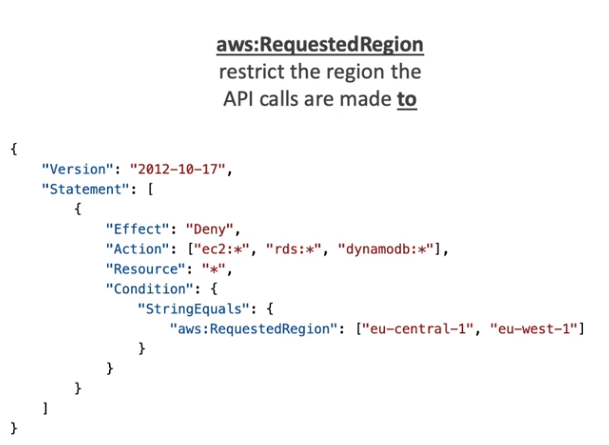 aws:RequestedRegion
restrict the region the
API calls are made to
{
    "Version": "2012-10-17",
    "Statement": [
        {
            "Effect": "Deny",
            "Action": ["ec2:*", "rds:*", "dynamodb:*"],
            "Resource": "*",
            "Condition": {
                "StringEquals": {
                    "aws:RequestedRegion": ["eu-central-1", "eu-west-1"]
                }
            }
        }
    ]
}